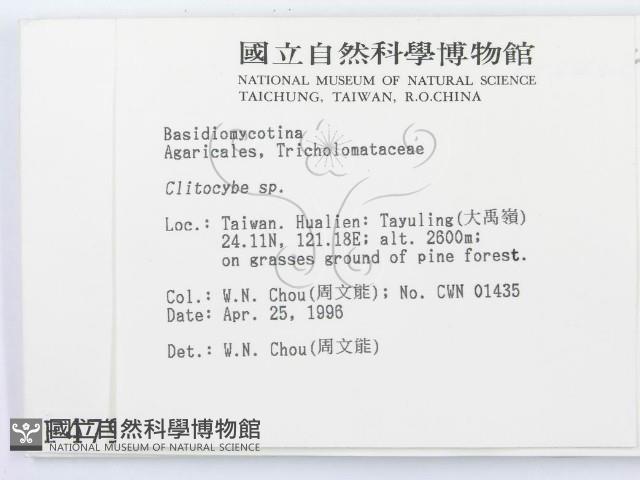 國立自然科學博物館
NATIONAL MUSEUM OF NATURAL SCIENCE
TAICHUNG, TAIWAN, R.O.CHINA
Basidiomycotina
Agaricales, Tricholomataceae
Clitocybe sp.
Loc.: Taiwan. Hualien: Tayuling(大禹嶺)
24.11N, 121.18E; alt. 2600m;
on grasses ground of pine forest.
Col.: W.N. Chou(周文能); No. CWN 01435
Date: Apr. 25, 1996
Det.: W.N. Chou(周文能)
國立自然科學博物館
NATIONAL MUSEUM OF NATURAL SCIENCE